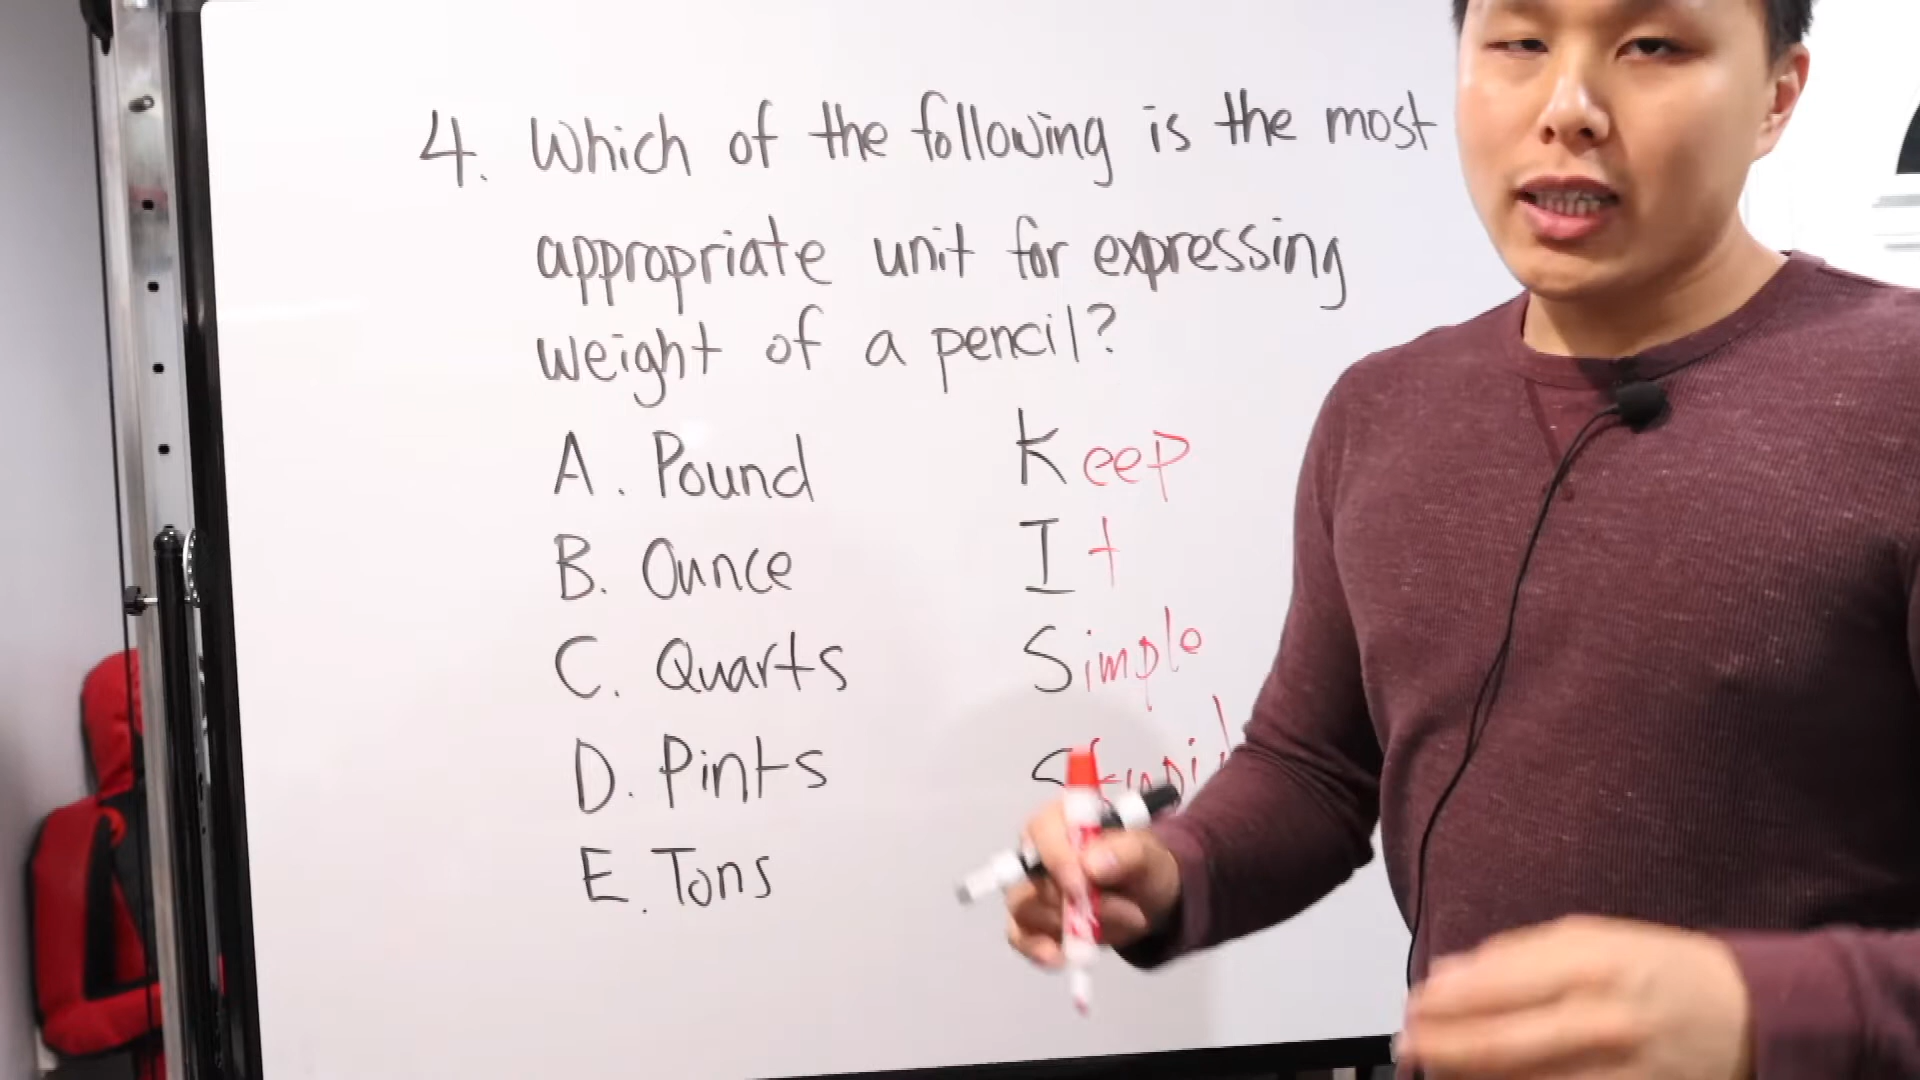 4. Which of the following is the most
appropriate unit for expressing
weight of a pencil?
A. Pound
B. Ounce
C. Quarts
D. Pints
E. Tons
Keep
It
Simple